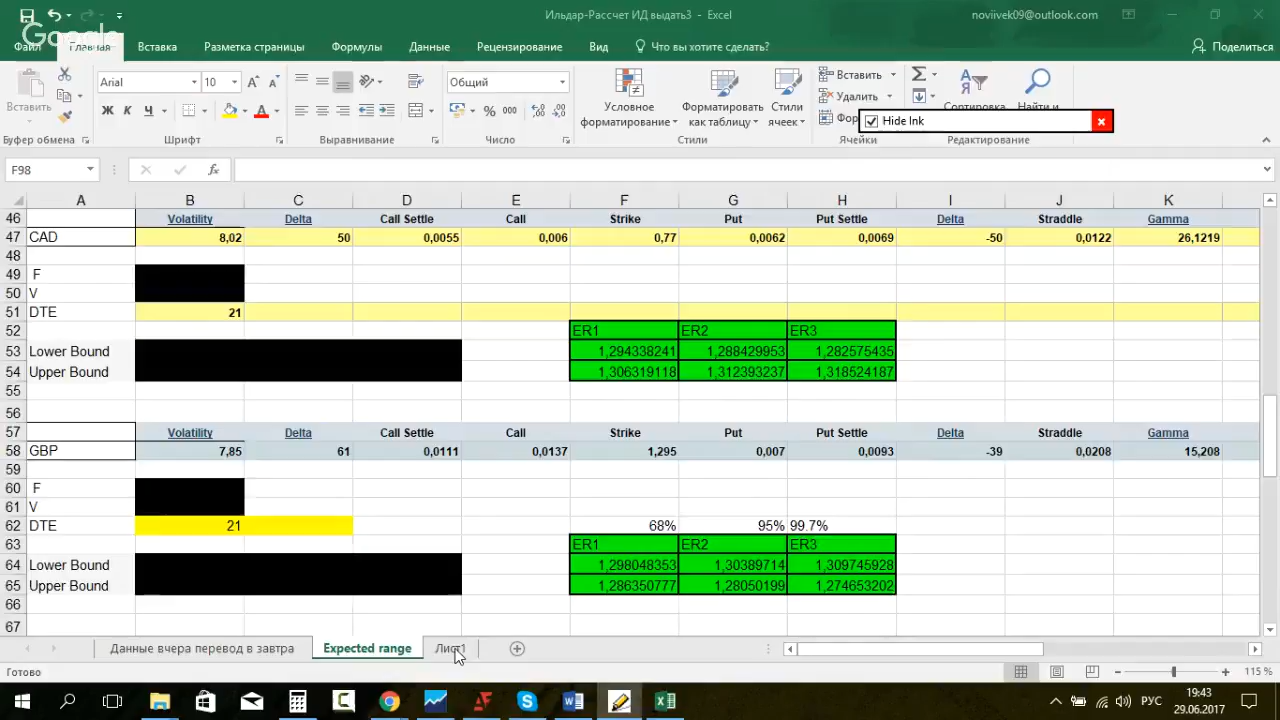 Ильдар-Рассчет ИД выдать3 - Excel
noviivek09@outlook.com
Google
Файл Главная Вставка Разметка страницы Формулы Данные Рецензирование Вид Что вы хотите сделать? Поделиться
Вставить Arial 10 Ж К Ч А Общий % 000 Условное форматирование Форматировать как таблицу Стили ячеек Вставить Удалить Сортировка Найти и
Hide Ink
Буфер обмена Шрифт Выравнивание Число Стили Ячейки Редактирование
F98 fx
A B C D E F G H I J K
46 Volatility Delta Call Settle Call Strike Put Put Settle Delta Straddle Gamma
47 CAD 8,02 50 0,0055 0,006 0,77 0,0062 0,0069 -50 0,0122 26,1219
48
49 F
50 V
51 DTE 21
52 ER1 ER2 ER3
53 Lower Bound 1,294338241 1,288429953 1,282575435
54 Upper Bound 1,306319118 1,312393237 1,318524187
55
56
57 Volatility Delta Call Settle Call Strike Put Put Settle Delta Straddle Gamma
58 GBP 7,85 61 0,0111 0,0137 1,295 0,007 0,0093 -39 0,0208 15,208
59
60 F
61 V
62 DTE 21 68% 95% 99.7%
63 ER1 ER2 ER3
64 Lower Bound 1,298048353 1,30389714 1,309745928
65 Upper Bound 1,286350777 1,28050199 1,274653202
66
67
Данные вчера перевод в завтра Expected range Лист1
Готово 115 %
РУС 19:43
29.06.2017